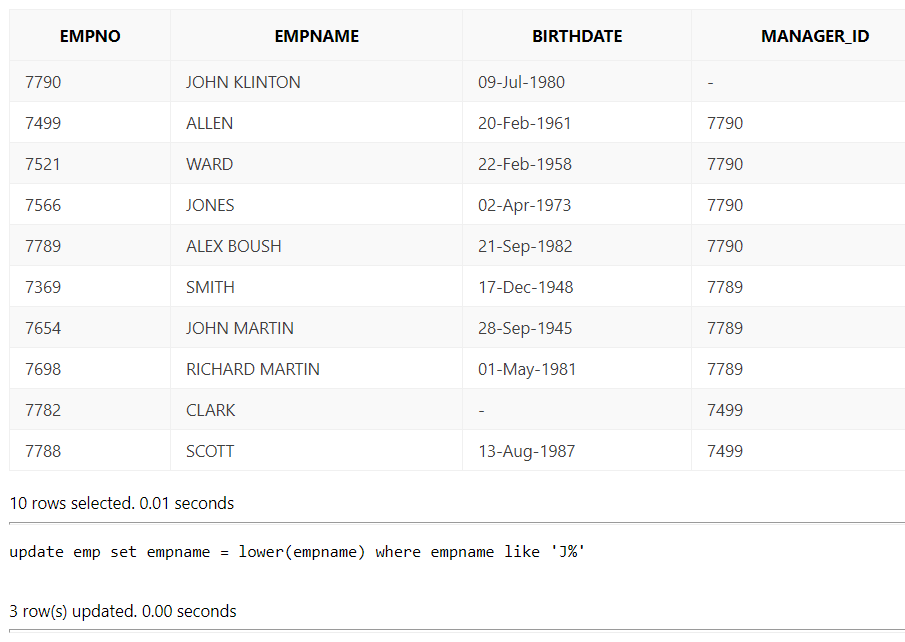 EMPNO EMPNAME BIRTHDATE MANAGER_ID
7790 JOHN KLINTON 09-Jul-1980 -
7499 ALLEN 20-Feb-1961 7790
7521 WARD 22-Feb-1958 7790
7566 JONES 02-Apr-1973 7790
7789 ALEX BOUSH 21-Sep-1982 7790
7369 SMITH 17-Dec-1948 7789
7654 JOHN MARTIN 28-Sep-1945 7789
7698 RICHARD MARTIN 01-May-1981 7789
7782 CLARK - 7499
7788 SCOTT 13-Aug-1987 7499
10 rows selected. 0.01 seconds
update emp set empname = lower(empname) where empname like 'J%'
3 row(s) updated. 0.00 seconds